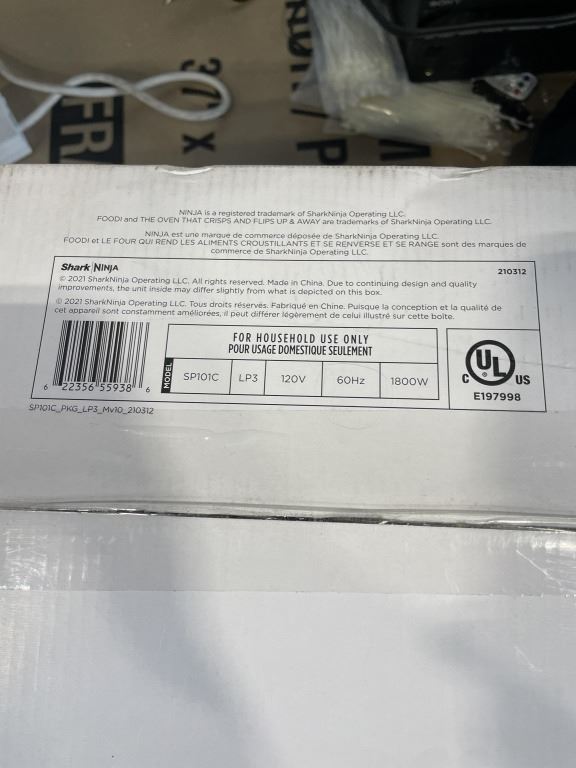 FR
3/" X
NINJA is a registered trademark of SharkNinja Operating LLC.
FOODI and THE OVEN THAT CRISPS AND FLIPS UP & AWAY are trademarks of SharkNinja Operating LLC.
NINJA est une marque de commerce déposée de SharkNinja Operating LLC.
FOODI et LE FOUR QUI REND LES ALIMENTS CROUSTILLANTS ET SE RENVERSE ET SE RANGE sont des marques de
commerce de SharkNinja Operating LLC.
Shark | NINJA
210312
© 2021 SharkNinja Operating LLC. All rights reserved. Made in China. Due to continuing design and quality
improvements, the unit inside may differ slightly from what is depicted on this box.
© 2021 SharkNinja Operating LLC. Tous droits réservés. Fabriqué en Chine. Puisque la conception et la qualité de
cet appareil sont constamment améliorées, il peut différer légèrement de celui illustré sur cette boîte.
FOR HOUSEHOLD USE ONLY
POUR USAGE DOMESTIQUE SEULEMENT
MODEL
SP101C LP3 120V 60Hz 1800W
6 22356 55938 6
C UL US
E197998
SP101C_PKG_LP3_Mv10_210312